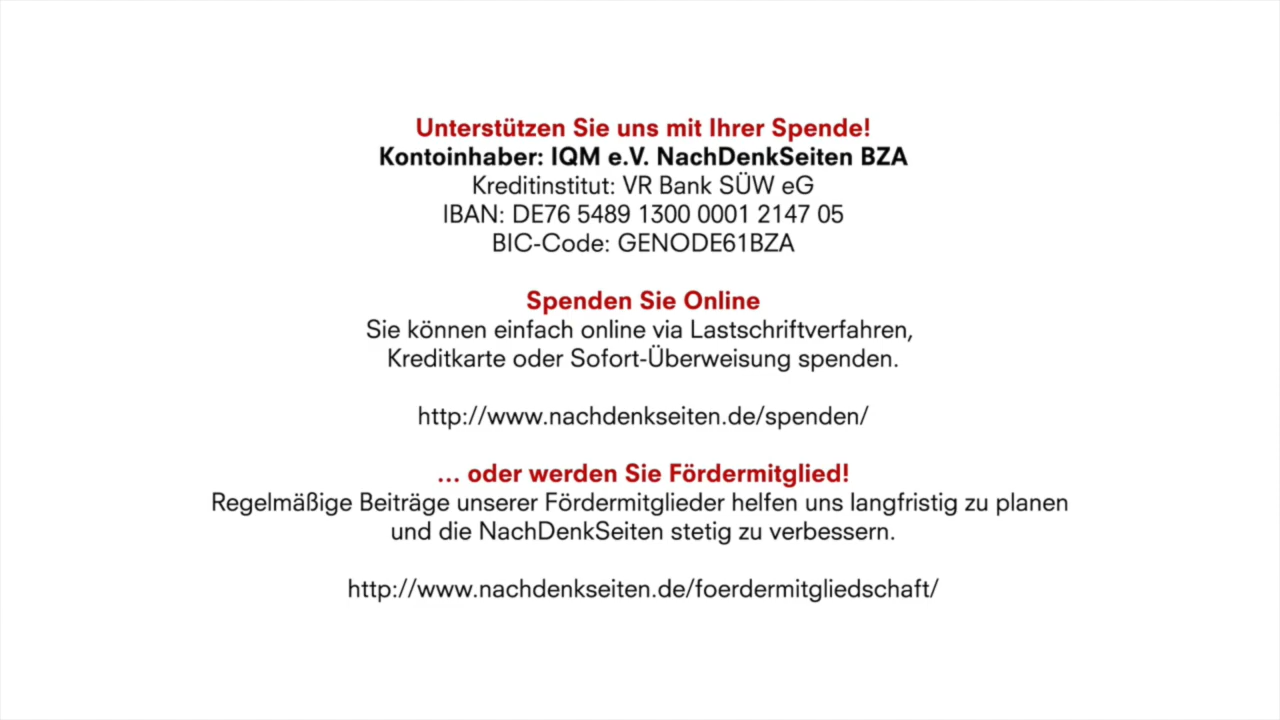 Unterstützen Sie uns mit Ihrer Spende!
Kontoinhaber: IQM e.V. NachDenkSeiten BZA
Kreditinstitut: VR Bank SÜW eG
IBAN: DE76 5489 1300 0001 2147 05
BIC-Code: GENODE61BZA
Spenden Sie Online
Sie können einfach online via Lastschriftverfahren,
Kreditkarte oder Sofort-Überweisung spenden.
http://www.nachdenkseiten.de/spenden/
... oder werden Sie Fördermitglied!
Regelmäßige Beiträge unserer Fördermitglieder helfen uns langfristig zu planen
und die NachDenkSeiten stetig zu verbessern.
http://www.nachdenkseiten.de/foerdermitgliedschaft/